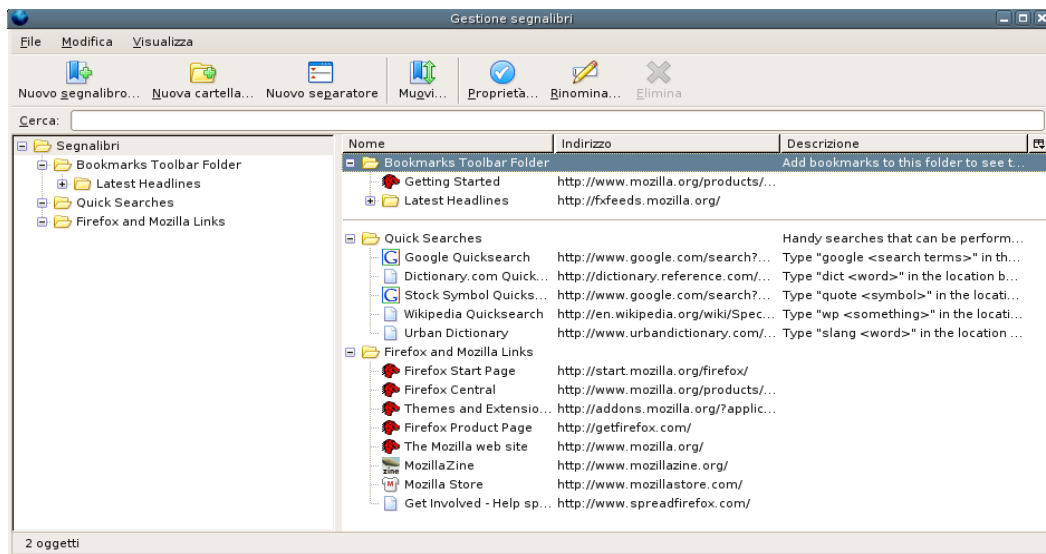 Gestione segnalibri
File Modifica Visualizza
Nuovo segnalibro... Nuova cartella... Nuovo separatore Muovi... Proprietà... Rinomina... Elimina
Cerca:
Segnalibri
Bookmarks Toolbar Folder
Latest Headlines
Quick Searches
Firefox and Mozilla Links
Nome Indirizzo Descrizione
Bookmarks Toolbar Folder Add bookmarks to this folder to see t...
Getting Started http://www.mozilla.org/products/...
Latest Headlines http://fxfeeds.mozilla.org/
Quick Searches Handy searches that can be perform...
Google Quicksearch http://www.google.com/search?... Type "google <search terms>" in th...
Dictionary.com Quick... http://dictionary.reference.com/... Type "dict <word>" in the location b...
Stock Symbol Quicks... http://www.google.com/search?... Type "quote <symbol>" in the locati...
Wikipedia Quicksearch http://en.wikipedia.org/wiki/Spec... Type "wp <something>" in the locati...
Urban Dictionary http://www.urbandictionary.com/... Type "slang <word>" in the location ...
Firefox and Mozilla Links
Firefox Start Page http://start.mozilla.org/firefox/
Firefox Central http://www.mozilla.org/products/...
Themes and Extensio... http://addons.mozilla.org/?applic...
Firefox Product Page http://getfirefox.com/
The Mozilla web site http://www.mozilla.org/
MozillaZine http://www.mozillazine.org/
Mozilla Store http://www.mozillastore.com/
Get Involved - Help sp... http://www.spreadfirefox.com/
2 oggetti